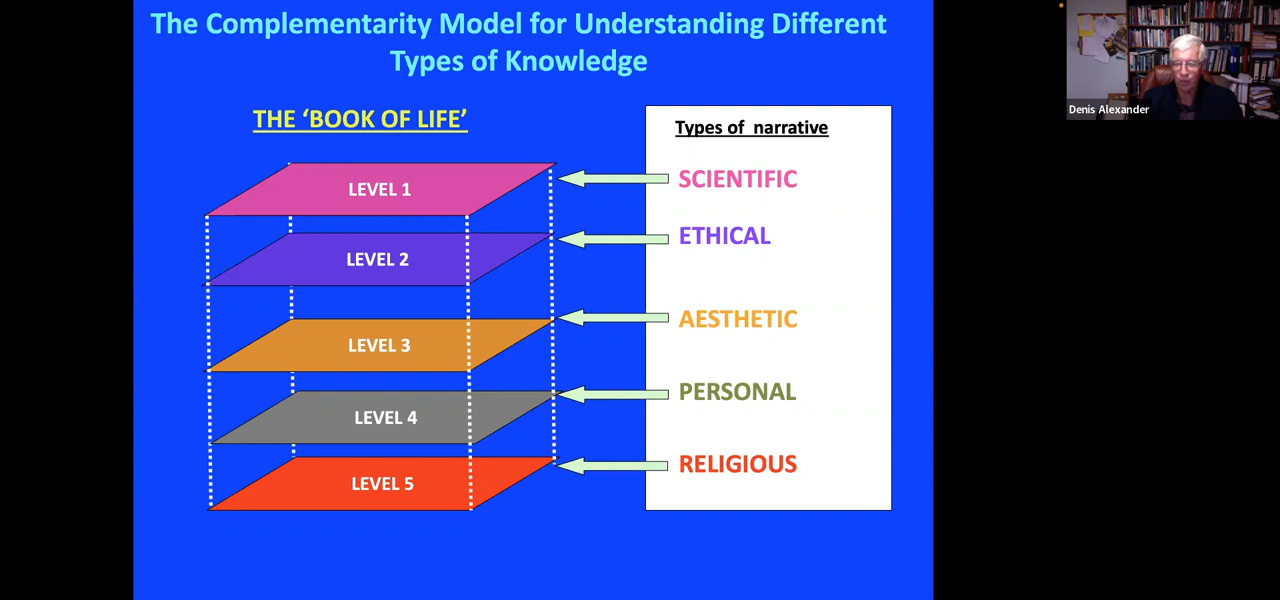 The Complementarity Model for Understanding Different
Types of Knowledge
THE ‘BOOK OF LIFE’
Types of narrative
LEVEL 1
SCIENTIFIC
LEVEL 2
ETHICAL
LEVEL 3
AESTHETIC
LEVEL 4
PERSONAL
LEVEL 5
RELIGIOUS
Denis Alexander